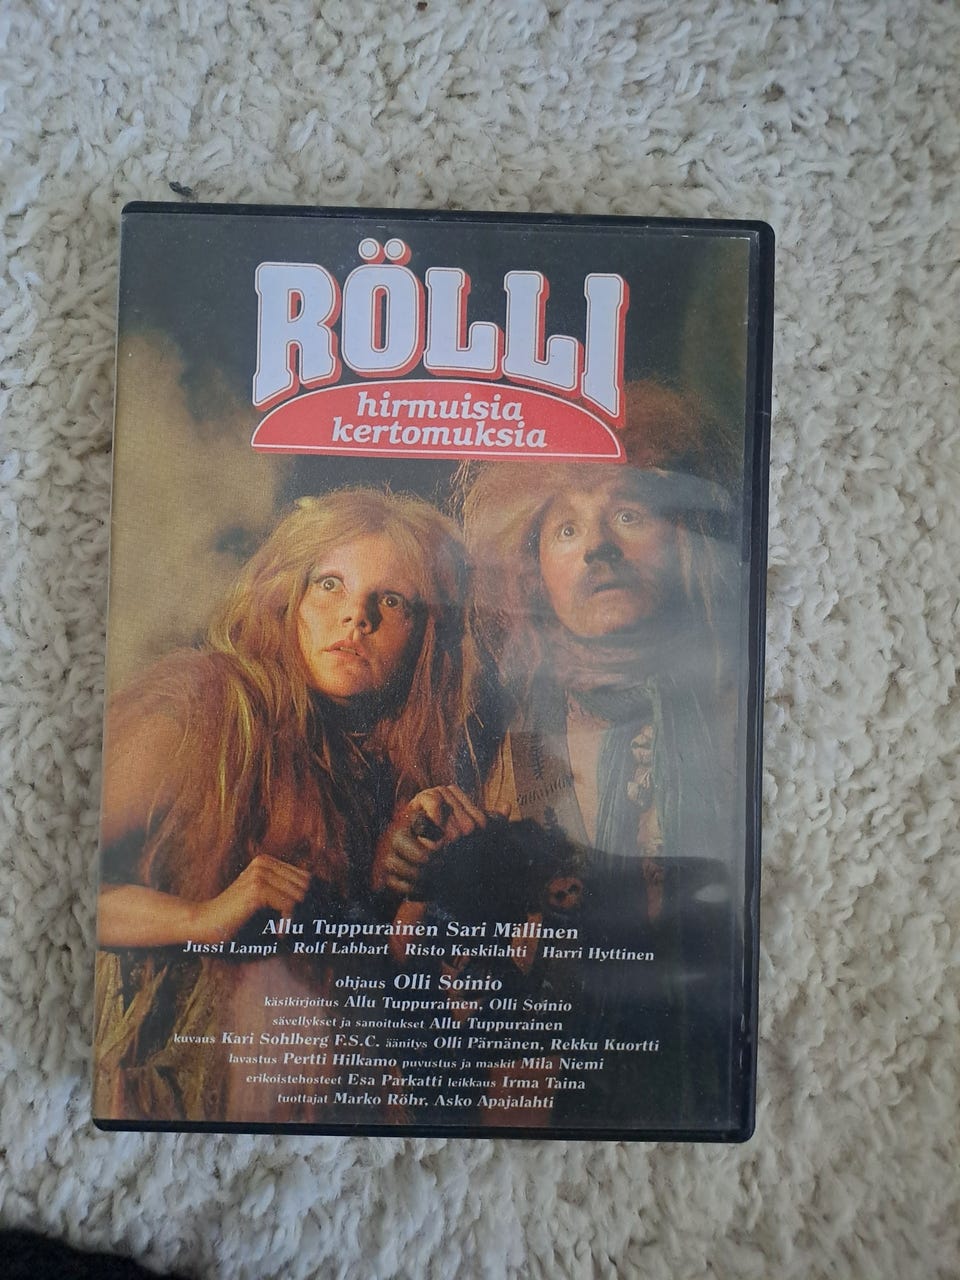 RÖLLI
hirmuisia
kertomuksia
Allu Tuppurainen Sari Mällinen
Jussi Lampi Rolf Labbart Risto Kaskilahti Harri Hyttinen
ohjaus Olli Soinio
käsikirjoitus Allu Tuppurainen, Olli Soinio
sävellykset ja sanoitukset Allu Tuppurainen
kuvaus Kari Sohlberg F.S.C. äänitys Olli Pärnänen, Rekku Kuortti
lavastus Pertti Hilkamo puvustus ja maskit Mila Niemi
erikoistehosteet Esa Parkatti leikkaus Irma Taina
tuottajat Marko Röhr, Asko Apajalahti